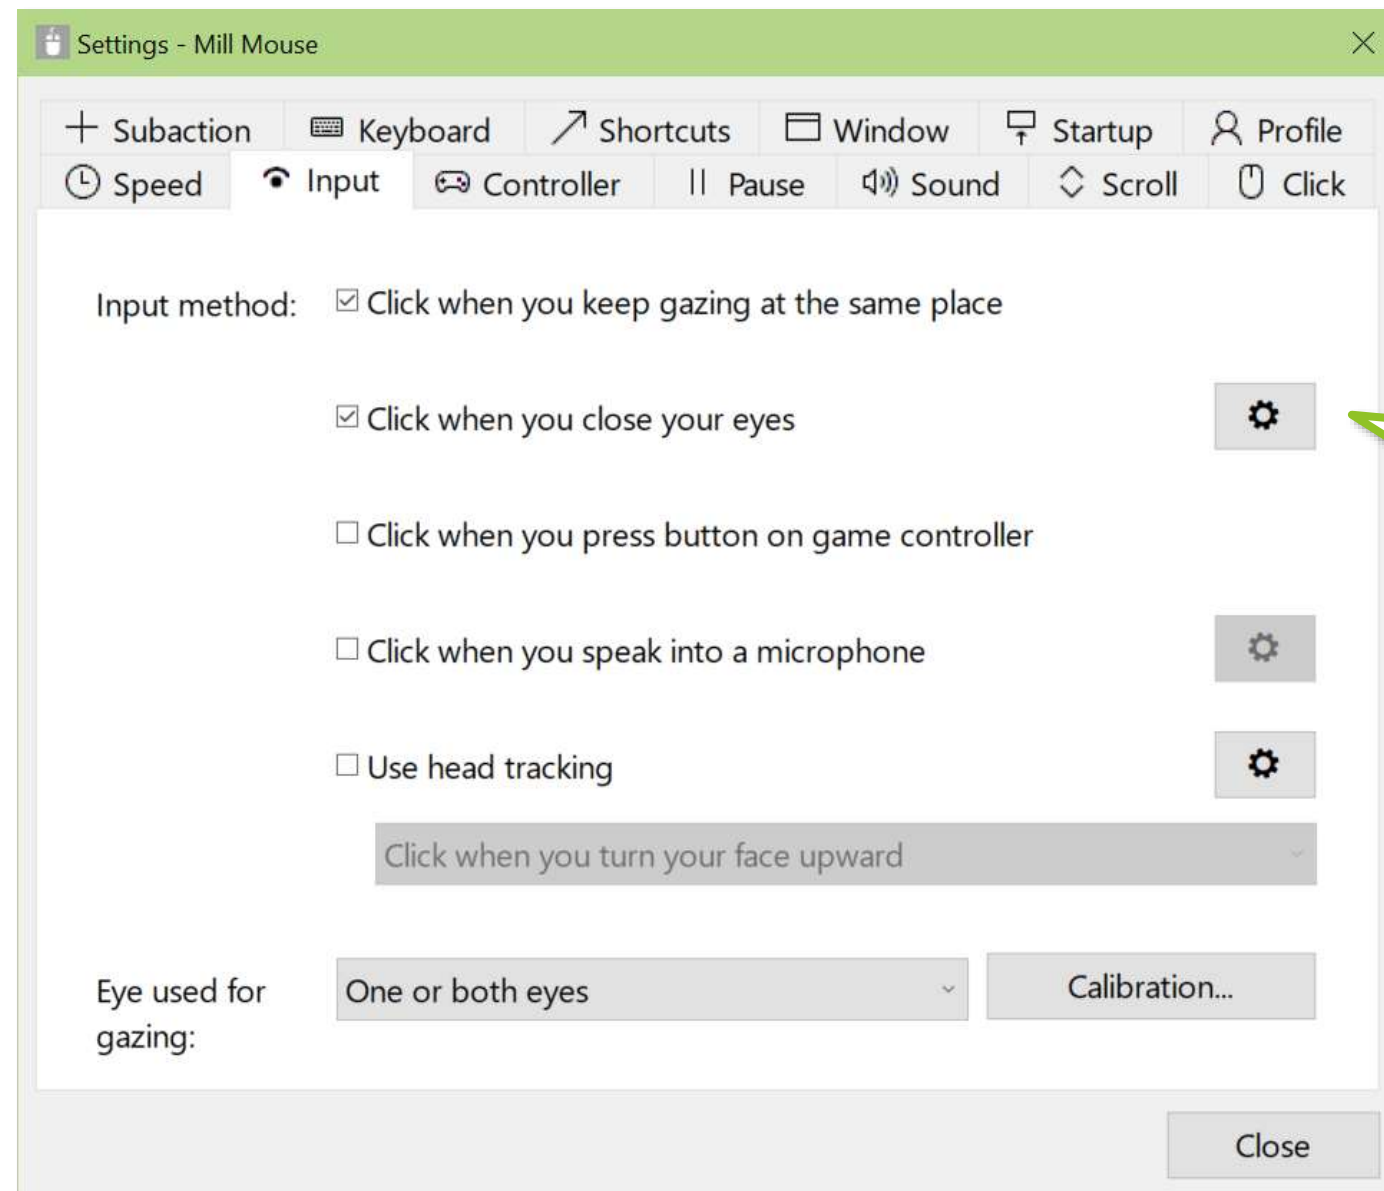 Settings - Mill Mouse
Subaction Keyboard Shortcuts Window Startup Profile
Speed Input Controller Pause Sound Scroll Click
Input method: Click when you keep gazing at the same place
Click when you close your eyes
Click when you press button on game controller
Click when you speak into a microphone
Use head tracking
Click when you turn your face upward
Eye used for One or both eyes Calibration...
gazing:
Close